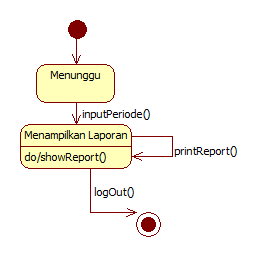 Menunggu
inputPeriode()
Menampilkan Laporan
do/showReport()
printReport()
logOut()